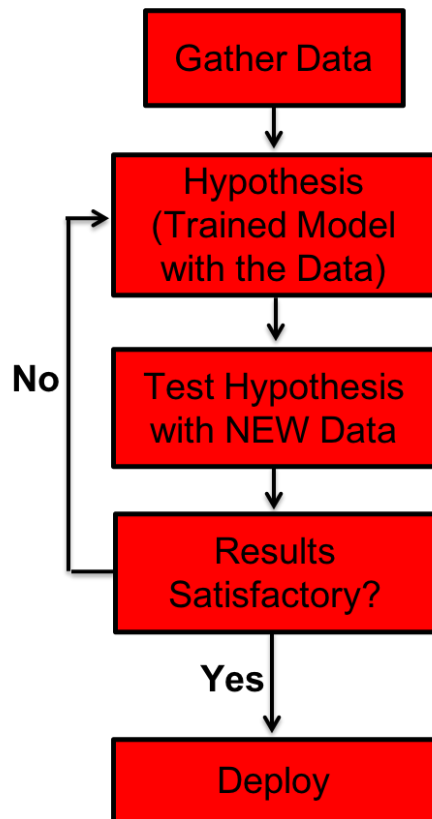 Gather Data
Hypothesis
(Trained Model
with the Data)
No
Test Hypothesis
with NEW Data
Results
Satisfactory?
Yes
Deploy